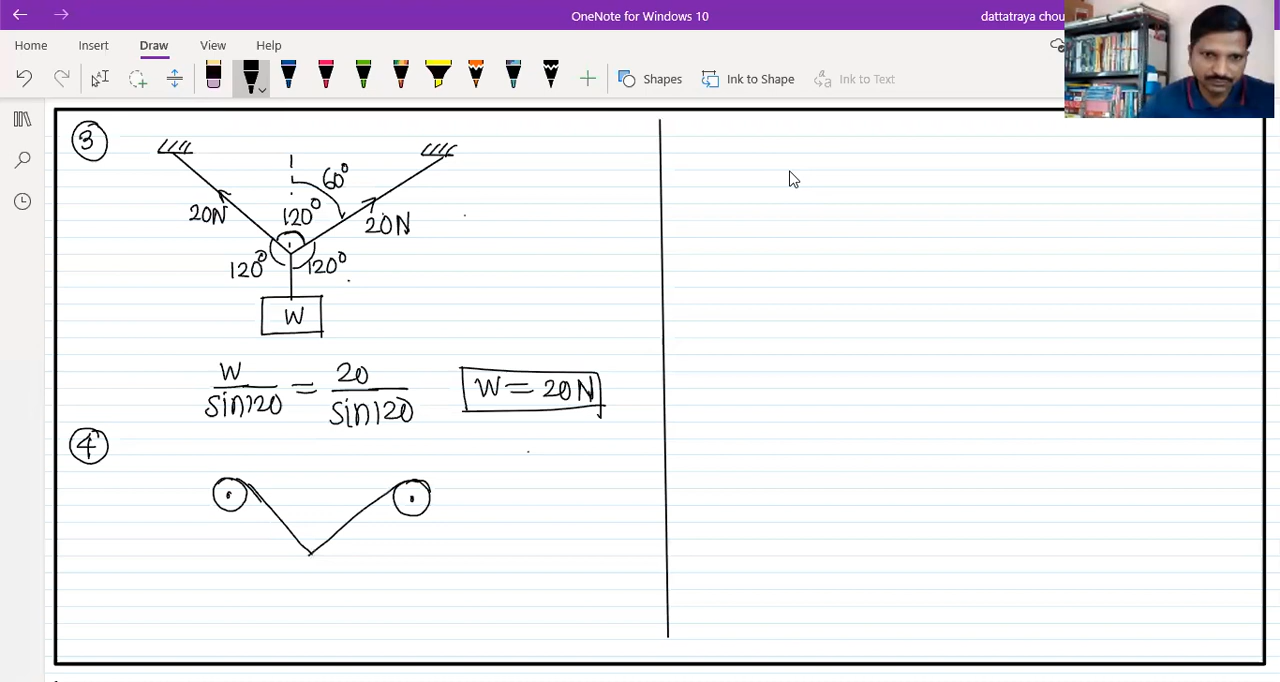 OneNote for Windows 10
dattatraya chou
Home Insert Draw View Help
Shapes Ink to Shape Ink to Text
3
60°
20N 120° 20N
120° 120°
W
W / sin120 = 20 / sin120 W = 20N
4